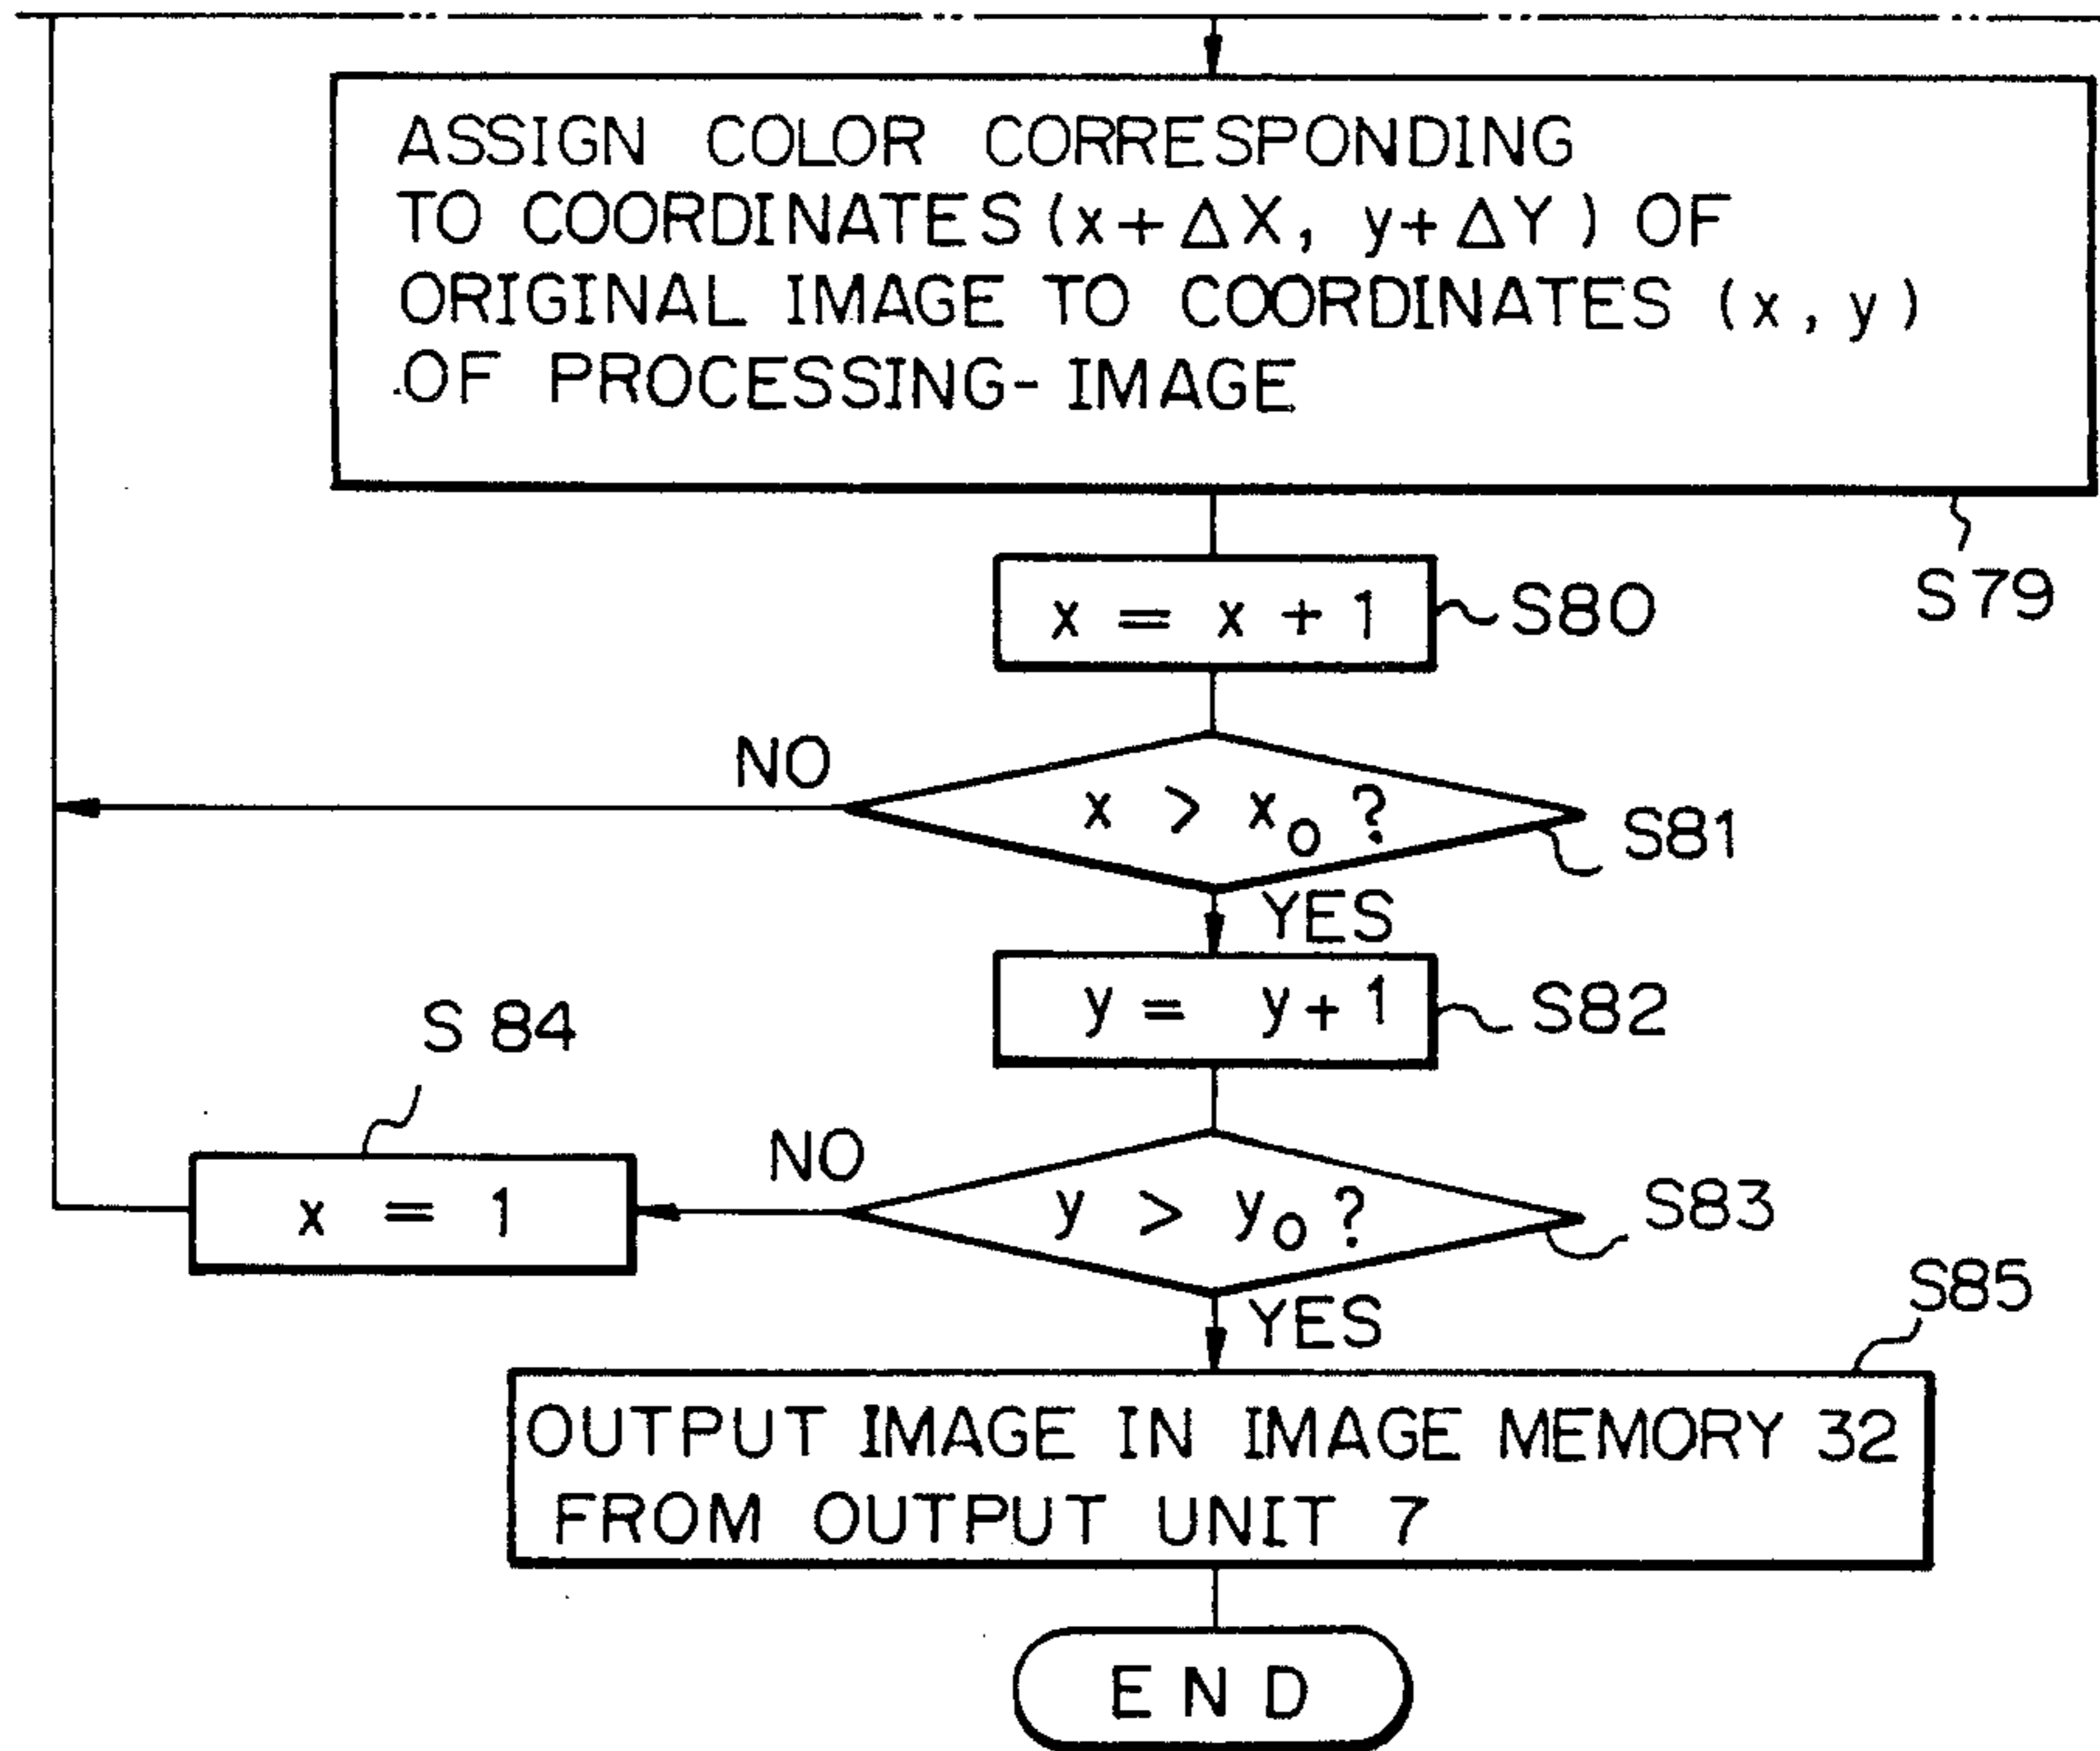 ASSIGN COLOR CORRESPONDING
TO COORDINATES (x+ΔX, y+ΔY) OF
ORIGINAL IMAGE TO COORDINATES (x, y)
OF PROCESSING-IMAGE
S79
x = x + 1
S80
NO
x > x₀ ?
S81
YES
y = y+1
S82
S 84
NO
x = 1
y > y₀ ?
S83
YES
S85
OUTPUT IMAGE IN IMAGE MEMORY 32
FROM OUTPUT UNIT 7
END